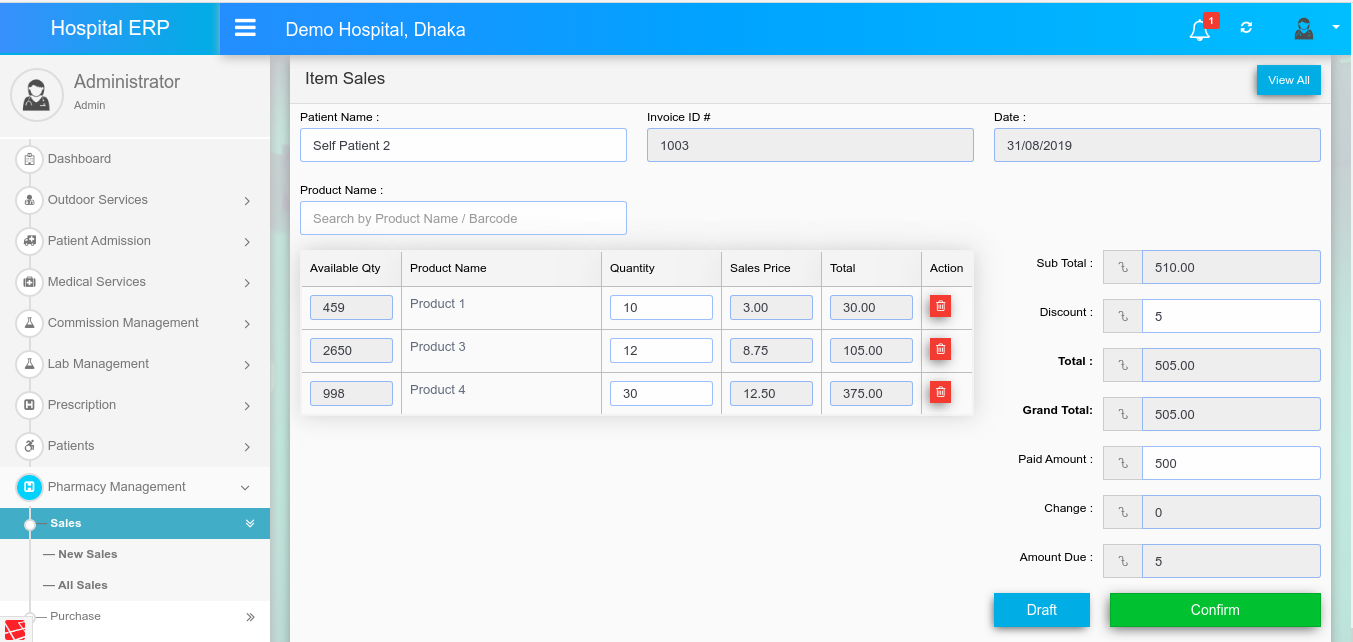 Hospital ERP
Demo Hospital, Dhaka
1
Administrator
Admin
Dashboard
Outdoor Services
Patient Admission
Medical Services
Commission Management
Lab Management
Prescription
Patients
Pharmacy Management
Sales
— New Sales
— All Sales
Purchase
Item Sales
View All
Patient Name :
Self Patient 2
Invoice ID #
1003
Date :
31/08/2019
Product Name :
Search by Product Name / Barcode
Available Qty Product Name Quantity Sales Price Total Action
459 Product 1 10 3.00 30.00
2650 Product 3 12 8.75 105.00
998 Product 4 30 12.50 375.00
Sub Total : ৳ 510.00
Discount : ৳ 5
Total : ৳ 505.00
Grand Total: ৳ 505.00
Paid Amount : ৳ 500
Change : ৳ 0
Amount Due : ৳ 5
Draft
Confirm